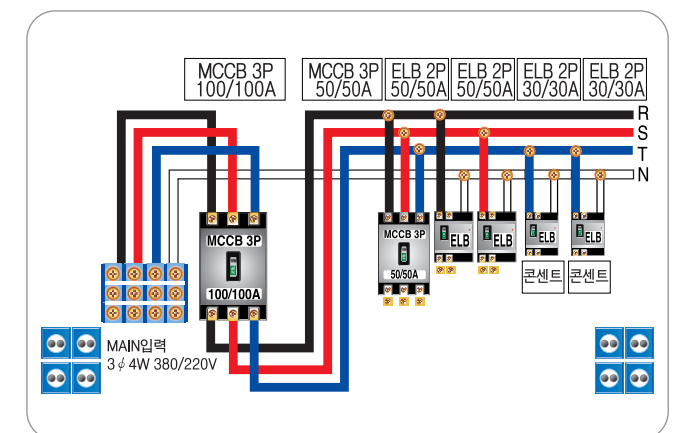 MCCB 3P
100/100A
MCCB 3P
50/50A
ELB 2P
50/50A
ELB 2P
50/50A
ELB 2P
30/30A
ELB 2P
30/30A
R
S
T
N
MCCB 3P
100/100A
MCCB 3P
50/50A
ELB
ELB
ELB
ELB
콘센트
콘센트
MAIN입력
3ϕ4W 380/220V